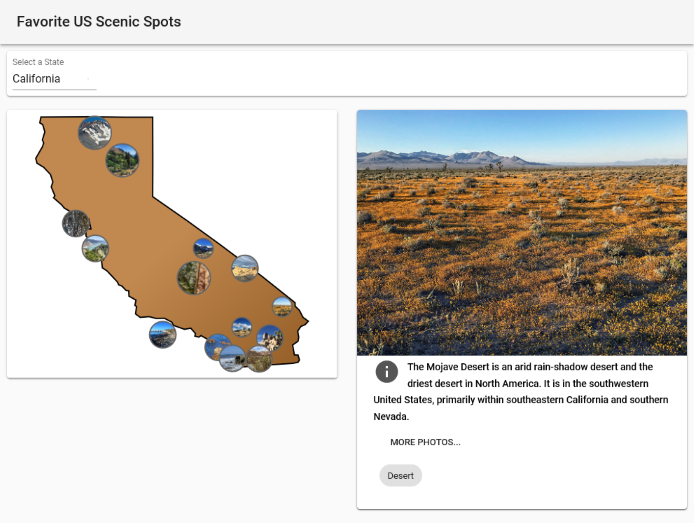 Favorite US Scenic Spots
Select a State
California
The Mojave Desert is an arid rain-shadow desert and the
driest desert in North America. It is in the southwestern
United States, primarily within southeastern California and southern
Nevada.
MORE PHOTOS...
Desert